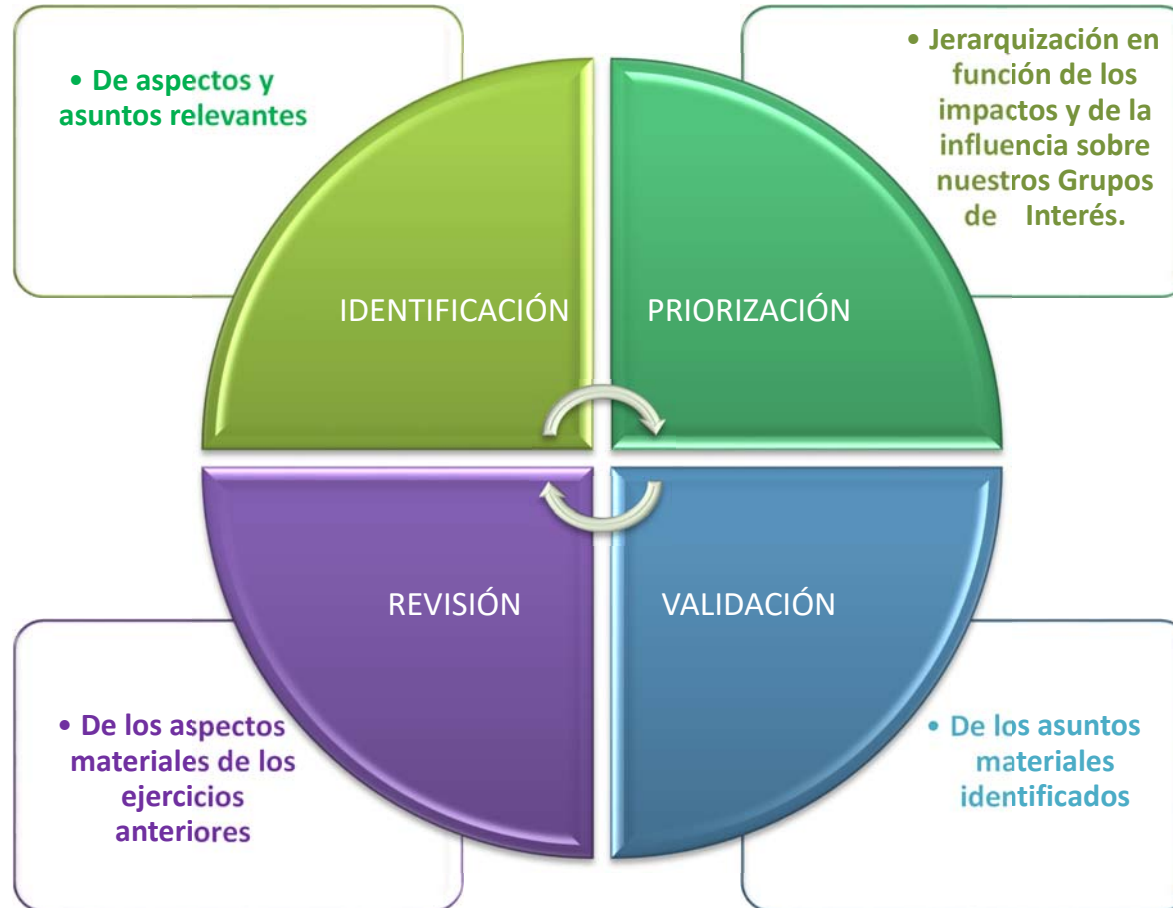 • De aspectos y
asuntos relevantes
• Jerarquización en
función de los
impactos y de la
influencia sobre
nuestros Grupos
de Interés.
IDENTIFICACIÓN
PRIORIZACIÓN
REVISIÓN
VALIDACIÓN
• De los aspectos
materiales de los
ejercicios
anteriores
• De los asuntos
materiales
identificados